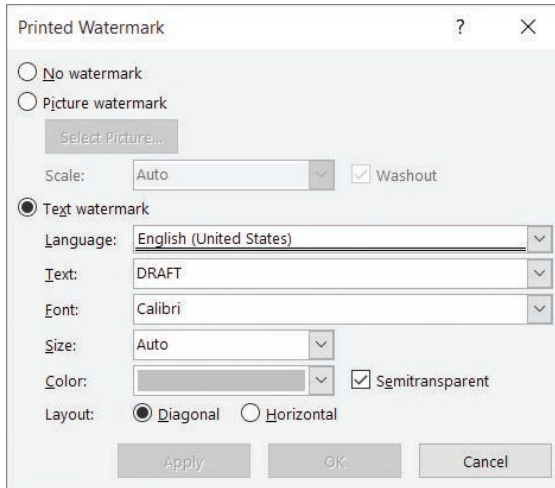 Printed Watermark ?
No watermark
Picture watermark
Select Picture...
Scale: Auto Washout
Text watermark
Language: English (United States)
Text: DRAFT
Font: Calibri
Size: Auto
Color: Semitransparent
Layout: Diagonal Horizontal
Apply OK Cancel